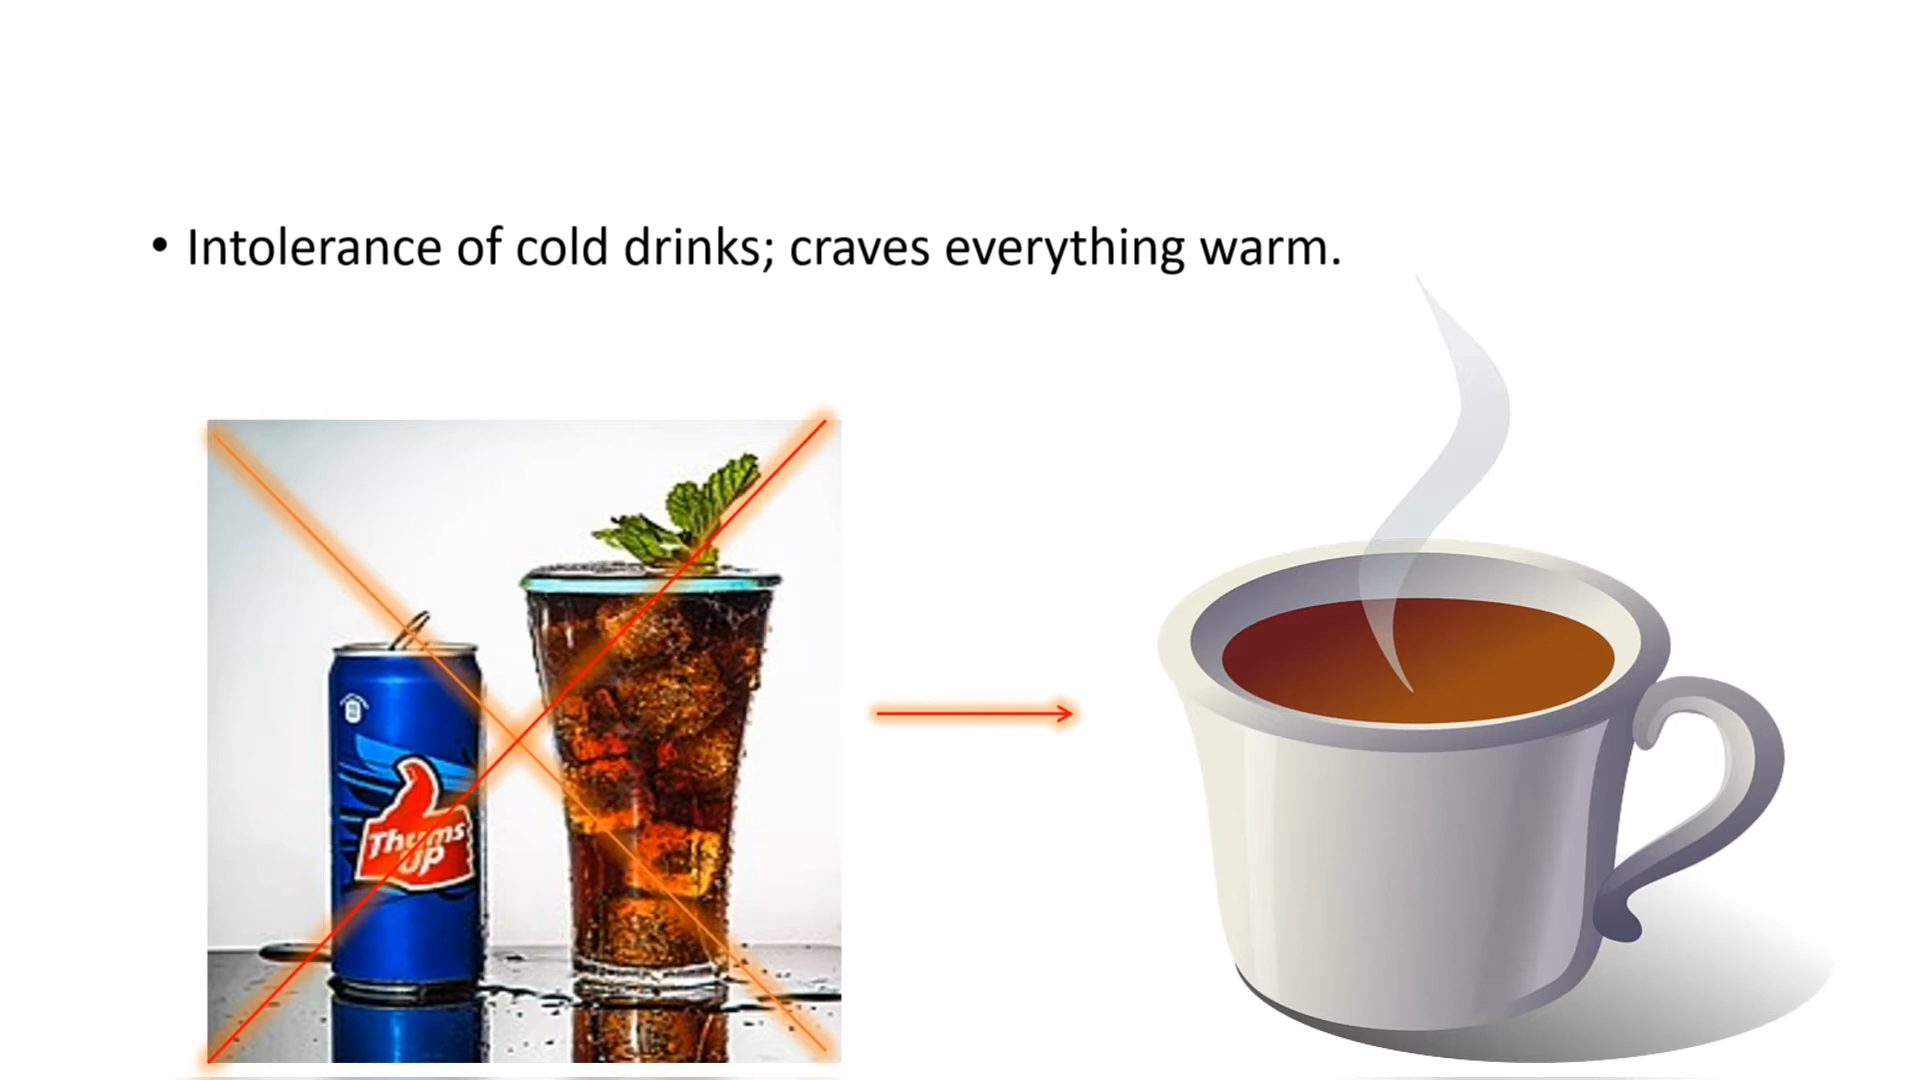 • Intolerance of cold drinks; craves everything warm.
Thums
Up